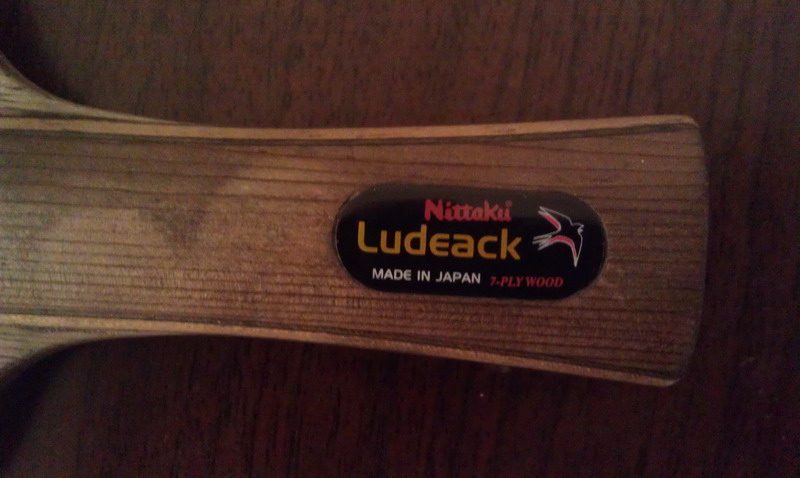 Nittaku
Ludeack
MADE IN JAPAN 7-PLY WOOD